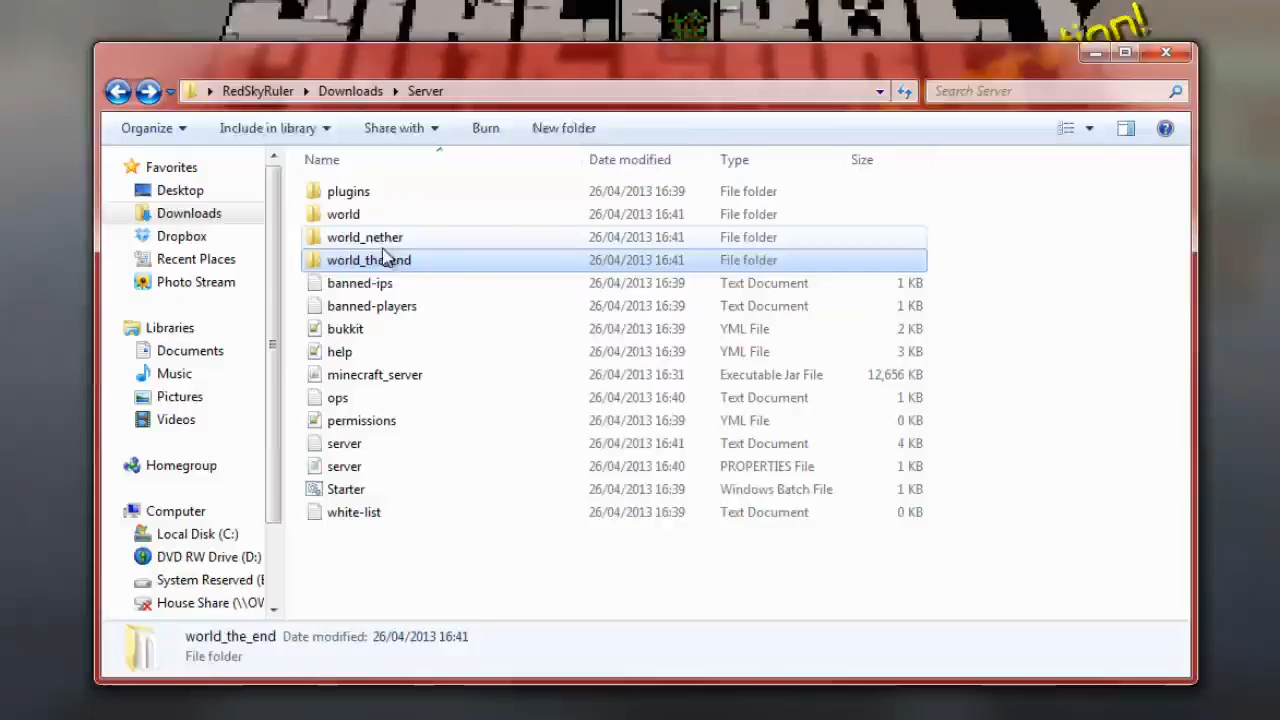 MINECRAFT
tion!
RedSkyRuler Downloads Server
Search Server
Organize Include in library Share with Burn New folder
Name Date modified Type Size
plugins 26/04/2013 16:39 File folder
world 26/04/2013 16:41 File folder
world_nether 26/04/2013 16:41 File folder
world_the_end 26/04/2013 16:41 File folder
banned-ips 26/04/2013 16:39 Text Document 1 KB
banned-players 26/04/2013 16:39 Text Document 1 KB
bukkit 26/04/2013 16:39 YML File 2 KB
help 26/04/2013 16:39 YML File 3 KB
minecraft_server 26/04/2013 16:31 Executable Jar File 12,656 KB
ops 26/04/2013 16:40 Text Document 1 KB
permissions 26/04/2013 16:39 YML File 0 KB
server 26/04/2013 16:41 Text Document 4 KB
server 26/04/2013 16:40 PROPERTIES File 1 KB
Starter 26/04/2013 16:39 Windows Batch File 1 KB
white-list 26/04/2013 16:39 Text Document 0 KB
Favorites
Desktop
Downloads
Dropbox
Recent Places
Photo Stream
Libraries
Documents
Music
Pictures
Videos
Homegroup
Computer
Local Disk (C:)
DVD RW Drive (D:)
System Reserved (E
House Share (\\OV
world_the_end Date modified: 26/04/2013 16:41
File folder